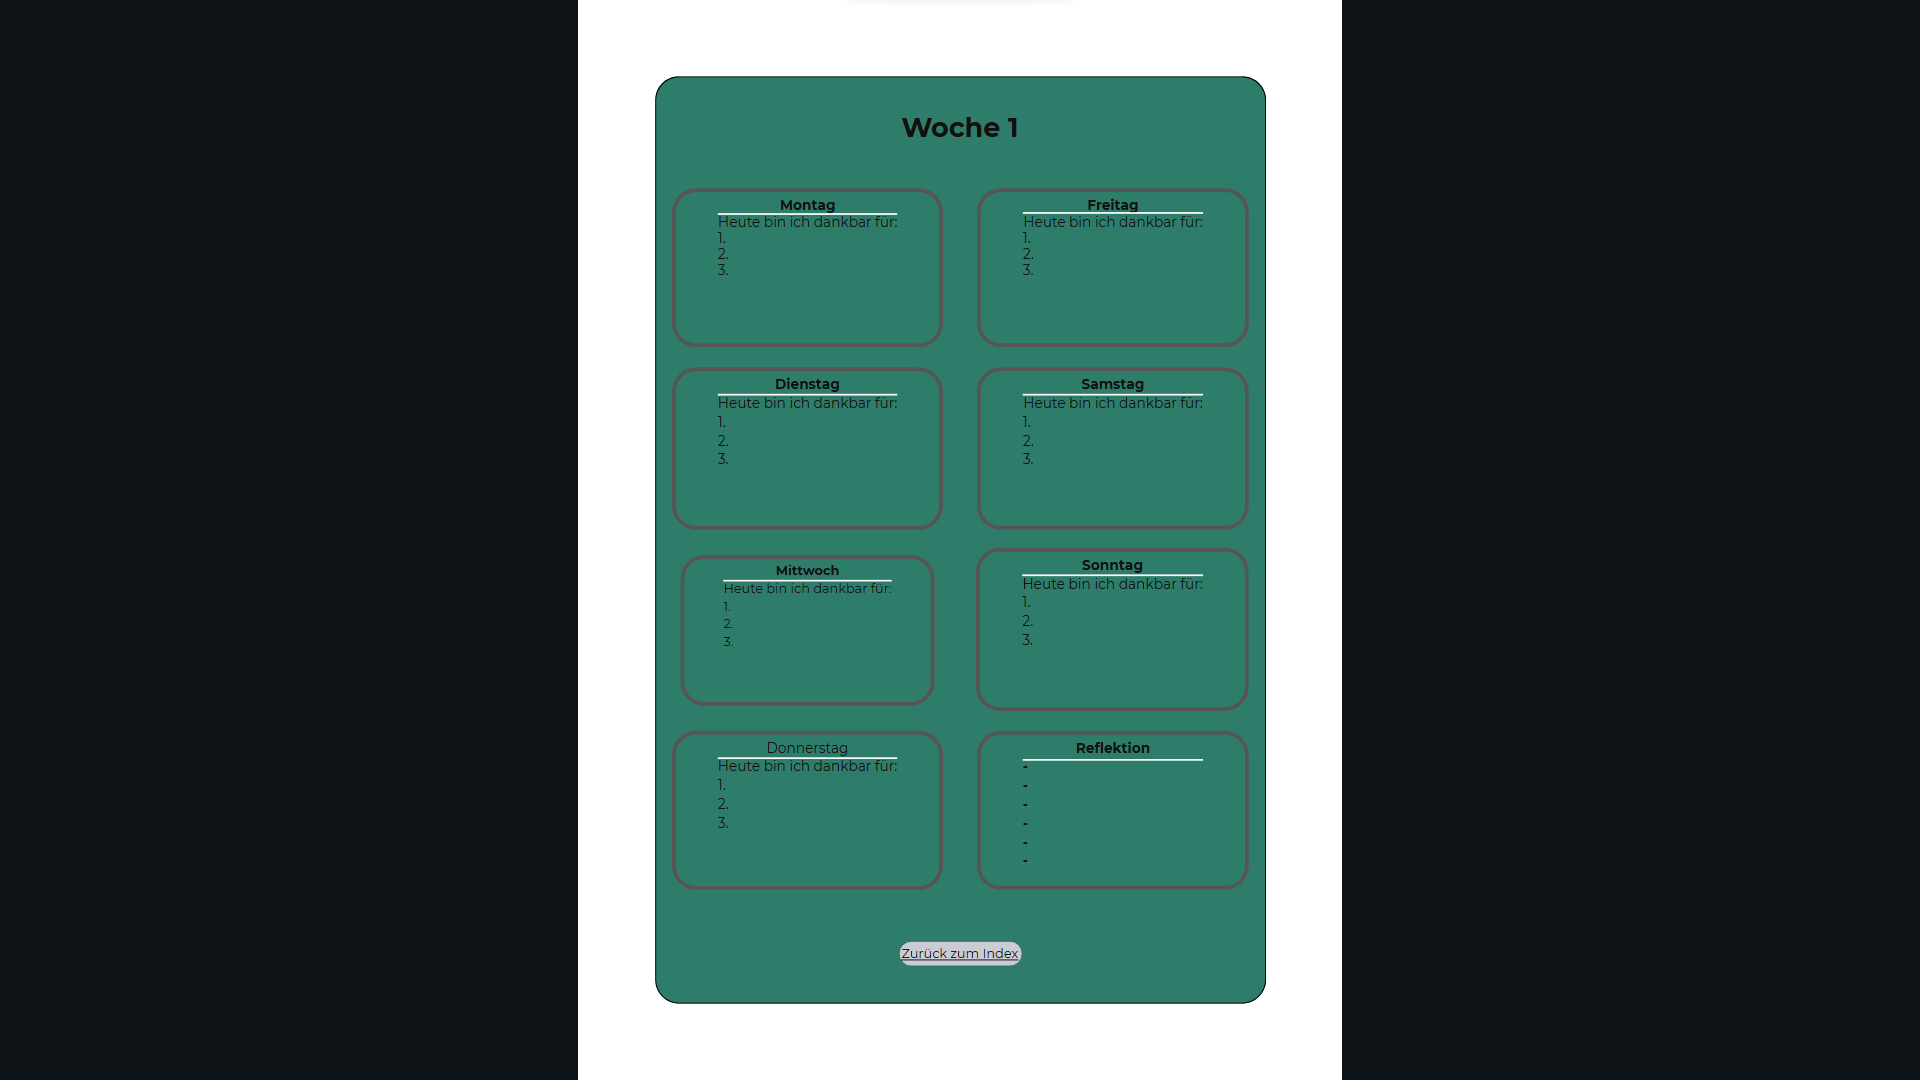 Woche 1
Montag
Heute bin ich dankbar für:
1.
2.
3.
Dienstag
Heute bin ich dankbar für:
1.
2.
3.
Mittwoch
Heute bin ich dankbar für:
1.
2.
3.
Donnerstag
Heute bin ich dankbar für:
1.
2.
3.
Freitag
Heute bin ich dankbar für:
1.
2.
3.
Samstag
Heute bin ich dankbar für:
1.
2.
3.
Sonntag
Heute bin ich dankbar für:
1.
2.
3.
Reflektion
-
-
-
-
-
-
Zurück zum Index